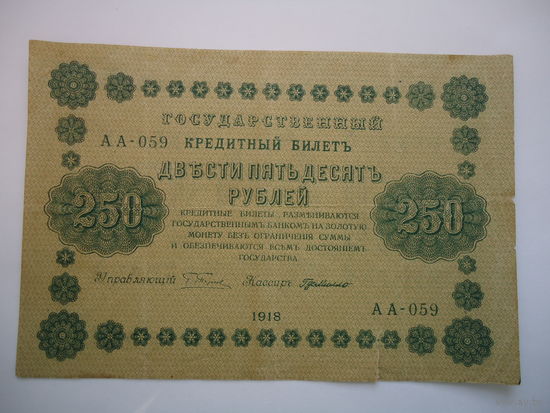 ГОСУДАРСТВЕННЫЙ
АА-059 КРЕДИТНЫЙ БИЛЕТЪ
ДВѢСТИ ПЯТЬДЕСЯТЪ
РУБЛЕЙ
250
250
КРЕДИТНЫЕ БИЛЕТЫ РАЗМѢНИВАЮТСЯ
ГОСУДАРСТВЕННЫМЪ БАНКОМЪ НА ЗОЛОТУЮ
МОНЕТУ БЕЗЪ ОГРАНИЧЕНІЯ СУММЫ
И ОБЕЗПЕЧИВАЮТСЯ ВСѢМЪ ДОСТОЯНІЕМЪ
ГОСУДАРСТВА
Управляющій Кассиръ
АА-059
1918